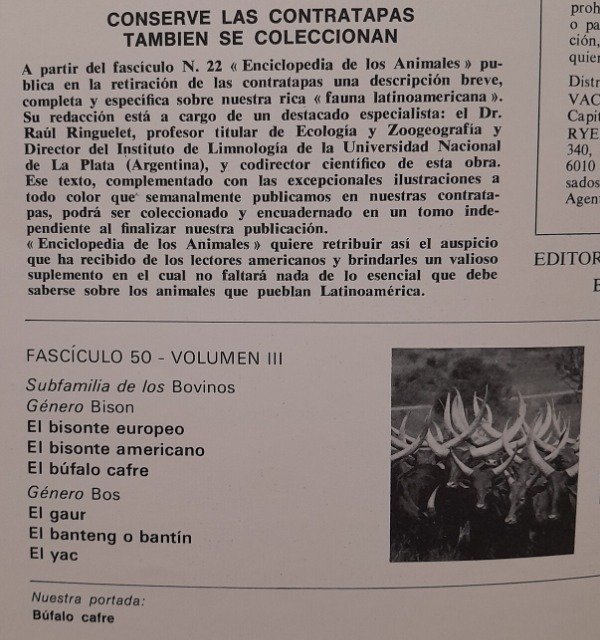 CONSERVE LAS CONTRATAPAS
TAMBIEN SE COLECCIONAN
A partir del fascículo N. 22 « Enciclopedia de los Animales » pu-
blica en la retiración de las contratapas una descripción breve,
completa y específica sobre nuestra rica « fauna latinoamericana ».
Su redacción está a cargo de un destacado especialista: el Dr.
Raúl Ringuelet, profesor titular de Ecología y Zoogeografía y
Director del Instituto de Limnología de la Universidad Nacional
de La Plata (Argentina), y codirector científico de esta obra.
Ese texto, complementado con las excepcionales ilustraciones a
todo color que semanalmente publicamos en nuestras contrata-
pas, podrá ser coleccionado y encuadernado en un tomo inde-
pendiente al finalizar nuestra publicación.
« Enciclopedia de los Animales » quiere retribuir así el auspicio
que ha recibido de los lectores americanos y brindarles un valioso
suplemento en el cual no faltará nada de lo esencial que debe
saberse sobre los animales que pueblan Latinoamérica.
FASCÍCULO 50 - VOLUMEN III
Subfamilia de los Bovinos
Género Bison
El bisonte europeo
El bisonte americano
El búfalo cafre
Género Bos
El gaur
El banteng o bantín
El yac
Nuestra portada:
Búfalo cafre
proh
o pa
ción,
quier
Distr
VAC
Capit
RYE
340,
6010
sados
Agen
EDITOR